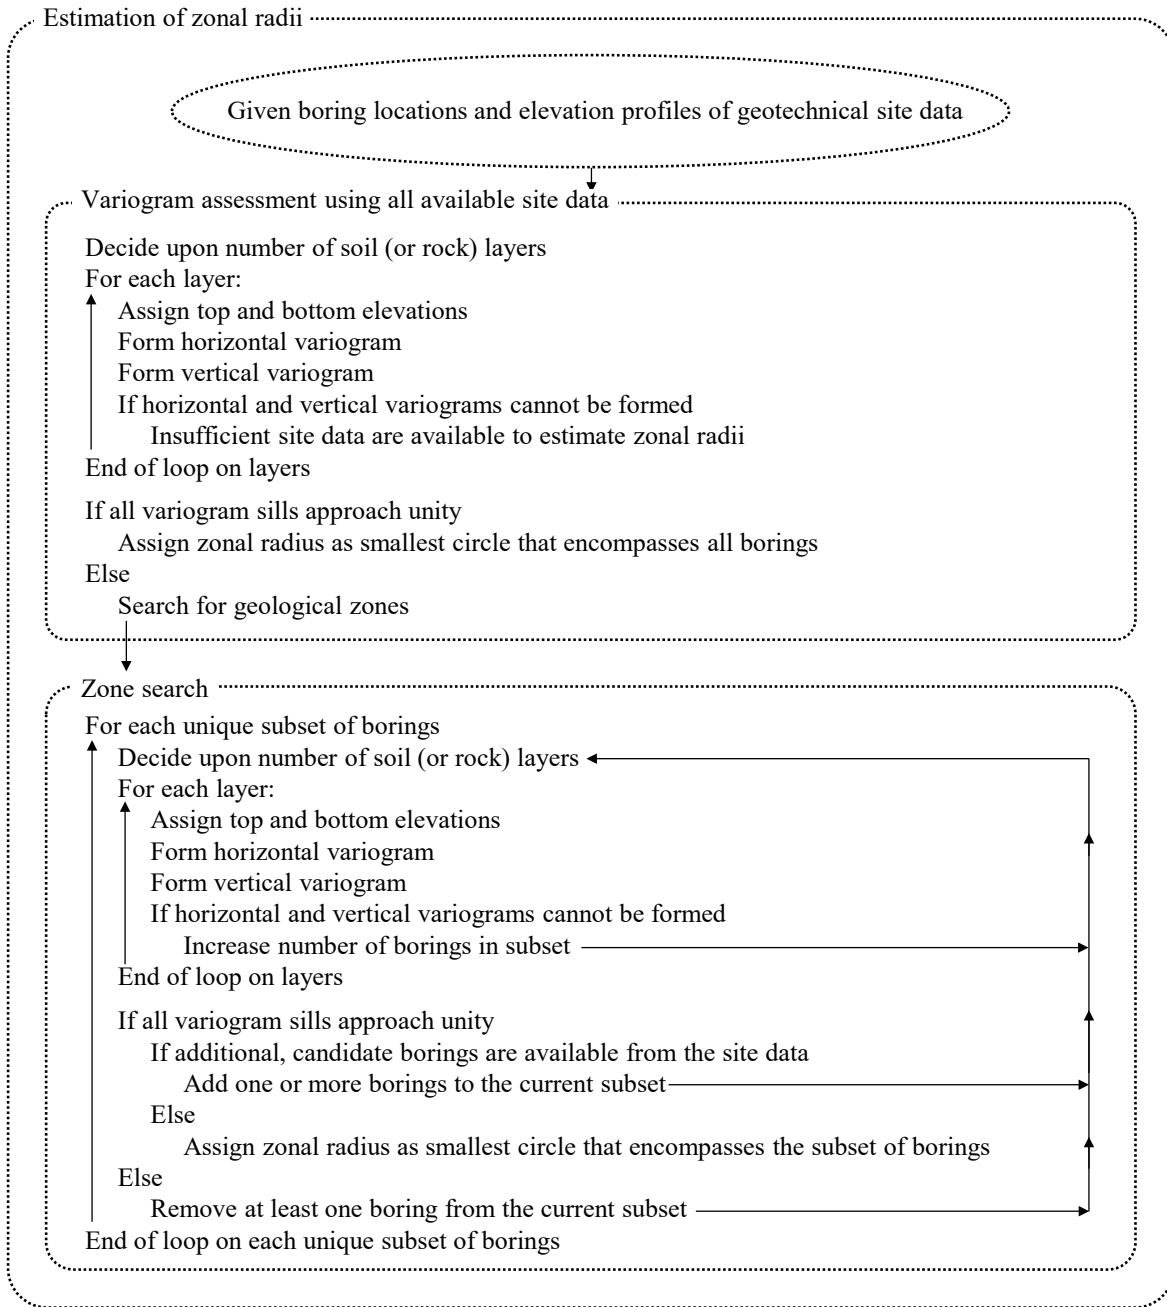 Estimation of zonal radii
Given boring locations and elevation profiles of geotechnical site data
Variogram assessment using all available site data
Decide upon number of soil (or rock) layers
For each layer:
Assign top and bottom elevations
Form horizontal variogram
Form vertical variogram
If horizontal and vertical variograms cannot be formed
Insufficient site data are available to estimate zonal radii
End of loop on layers
If all variogram sills approach unity
Assign zonal radius as smallest circle that encompasses all borings
Else
Search for geological zones
Zone search
For each unique subset of borings
Decide upon number of soil (or rock) layers
For each layer:
Assign top and bottom elevations
Form horizontal variogram
Form vertical variogram
If horizontal and vertical variograms cannot be formed
Increase number of borings in subset
End of loop on layers
If all variogram sills approach unity
If additional, candidate borings are available from the site data
Add one or more borings to the current subset
Else
Assign zonal radius as smallest circle that encompasses the subset of borings
Else
Remove at least one boring from the current subset
End of loop on each unique subset of borings